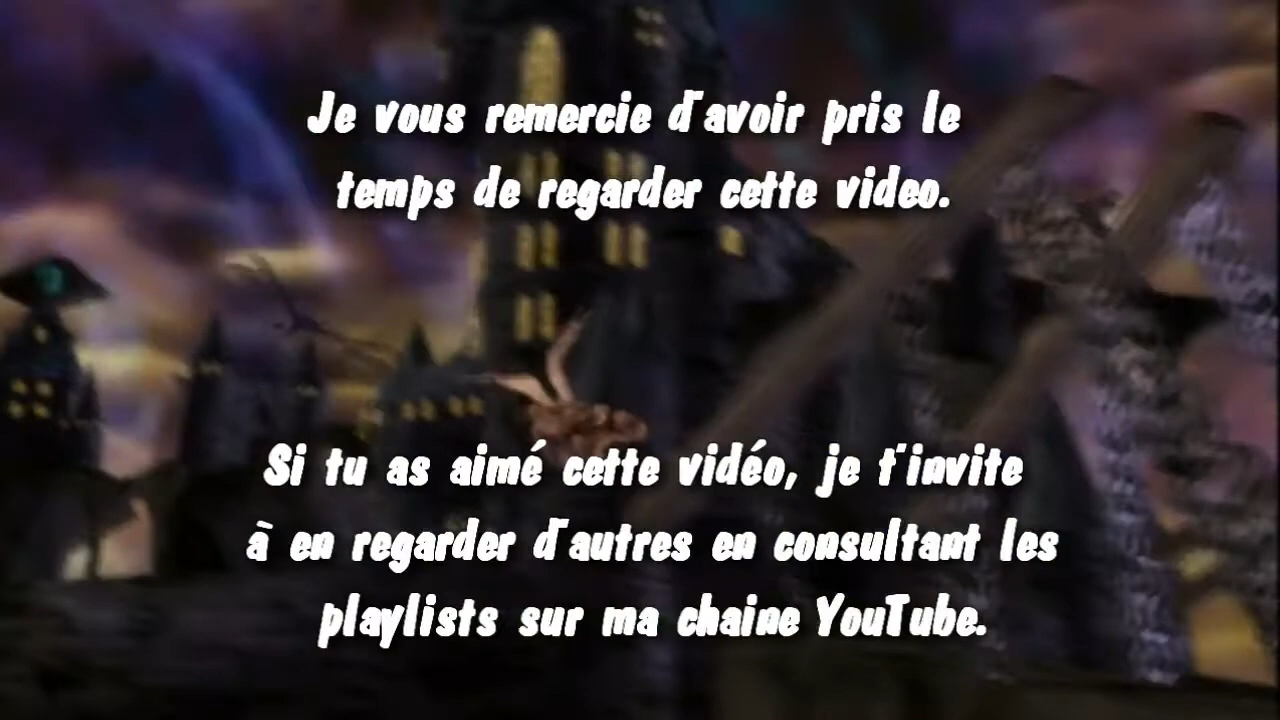 Je vous remercie d'avoir pris le
temps de regarder cette video.
Si tu as aimé cette vidéo, je t'invite
à en regarder d'autres en consultant les
playlists sur ma chaine YouTube.